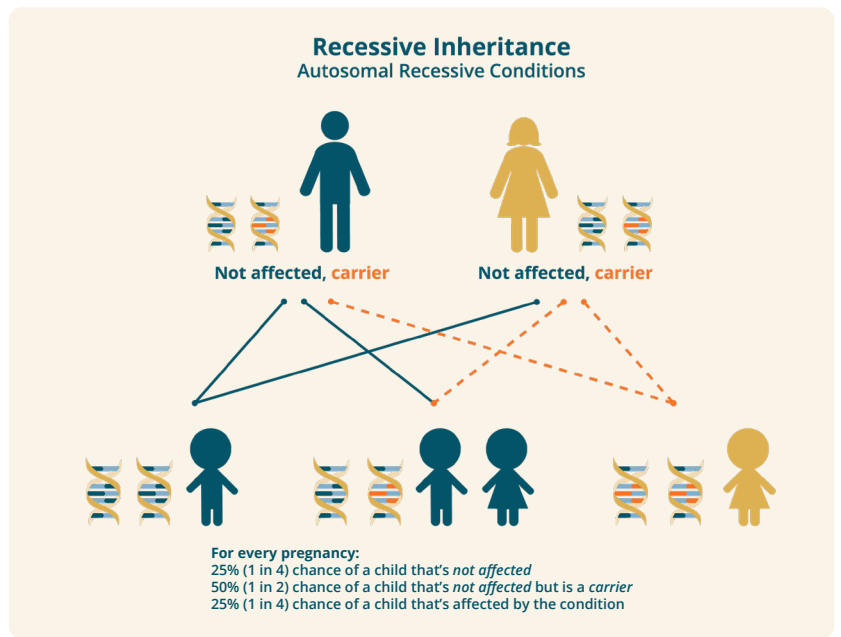 Recessive Inheritance
Autosomal Recessive Conditions
Not affected, carrier
Not affected, carrier
For every pregnancy:
25% (1 in 4) chance of a child that's not affected
50% (1 in 2) chance of a child that's not affected but is a carrier
25% (1 in 4) chance of a child that's affected by the condition